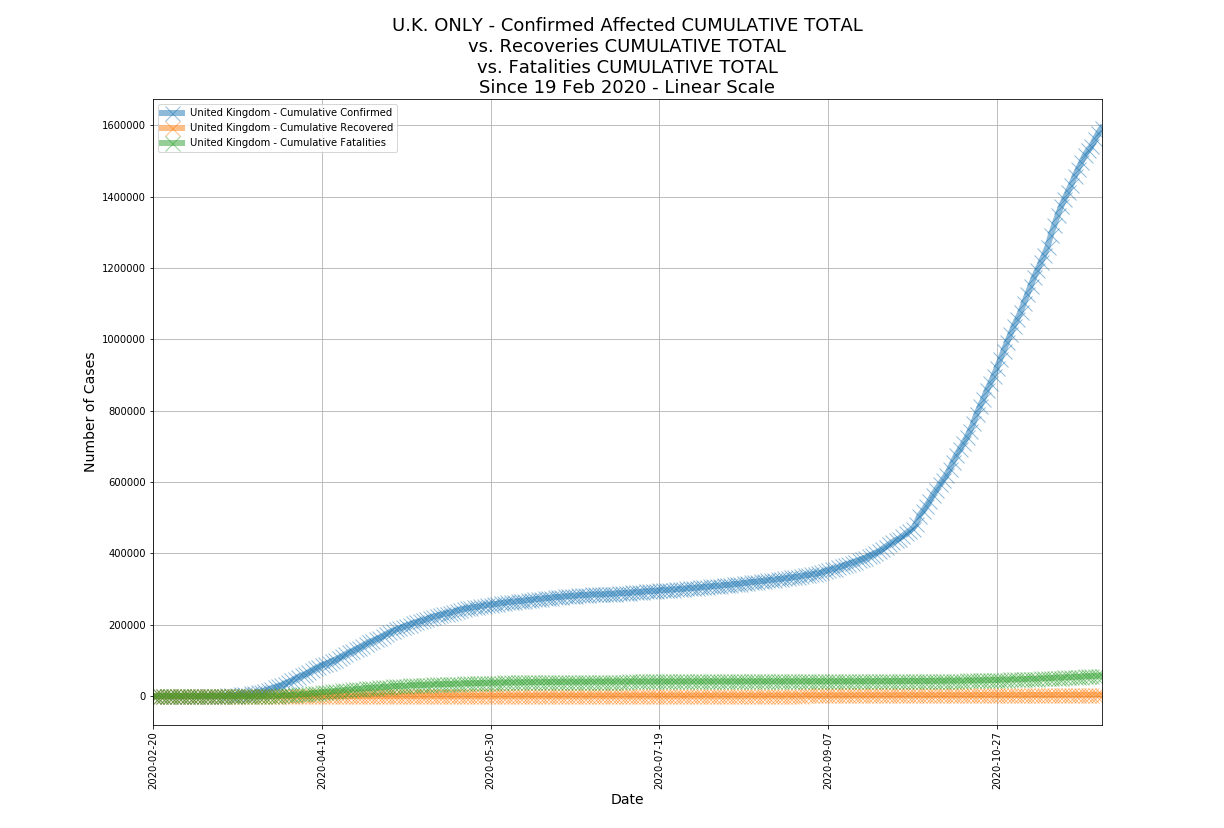 U.K. ONLY - Confirmed Affected CUMULATIVE TOTAL
vs. Recoveries CUMULATIVE TOTAL
vs. Fatalities CUMULATIVE TOTAL
Since 19 Feb 2020 - Linear Scale
United Kingdom - Cumulative Confirmed
United Kingdom - Cumulative Recovered
United Kingdom - Cumulative Fatalities
Number of Cases
1600000
1400000
1200000
1000000
800000
600000
400000
200000
0
2020-02-20
2020-04-10
2020-05-30
2020-07-19
2020-09-07
2020-10-27
Date